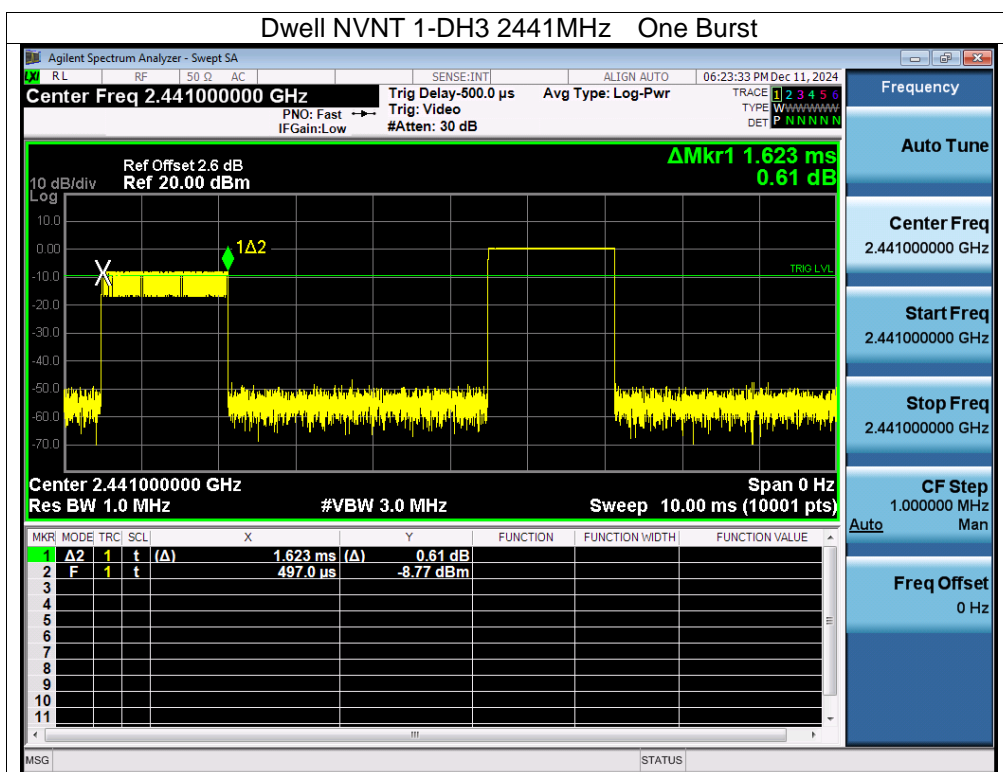 Dwell NVNT 1-DH3 2441MHz One Burst
Agilent Spectrum Analyzer - Swept SA
LXI RL RF 50 Ω AC SENSE:INT ALIGN AUTO 06:23:33 PM Dec 11, 2024
Center Freq 2.441000000 GHz Trig Delay-500.0 µs Avg Type: Log-Pwr TRACE 1 2 3 4 5 6
PNO: Fast Trig: Video TYPE WWWWWW
IFGain:Low #Atten: 30 dB DET P N N N N N
Frequency
Auto Tune
Center Freq
2.441000000 GHz
Start Freq
2.441000000 GHz
Stop Freq
2.441000000 GHz
CF Step
1.000000 MHz
Auto Man
Freq Offset
0 Hz
ΔMkr1 1.623 ms
0.61 dB
Ref Offset 2.6 dB
10 dB/div Ref 20.00 dBm
Log
10.0
0.00
-10.0
-20.0
-30.0
-40.0
-50.0
-60.0
-70.0
X
1Δ2
TRIG LVL
Center 2.441000000 GHz Span 0 Hz
Res BW 1.0 MHz #VBW 3.0 MHz Sweep 10.00 ms (10001 pts)
MKR MODE TRC SCL X Y FUNCTION FUNCTION WIDTH FUNCTION VALUE
1 Δ2 1 t (Δ) 1.623 ms (Δ) 0.61 dB
2 F 1 t 497.0 µs -8.77 dBm
3
4
5
6
7
8
9
10
11
MSG STATUS